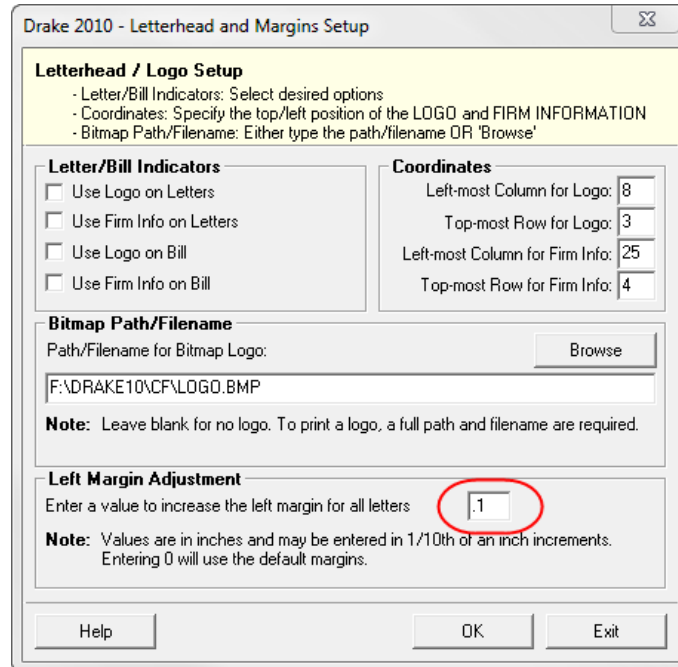 Drake 2010 - Letterhead and Margins Setup
Letterhead / Logo Setup
- Letter/Bill Indicators: Select desired options
- Coordinates: Specify the top/left position of the LOGO and FIRM INFORMATION
- Bitmap Path/Filename: Either type the path/filename OR 'Browse'
Letter/Bill Indicators
Use Logo on Letters
Use Firm Info on Letters
Use Logo on Bill
Use Firm Info on Bill
Coordinates
Left-most Column for Logo: 8
Top-most Row for Logo: 3
Left-most Column for Firm Info: 25
Top-most Row for Firm Info: 4
Bitmap Path/Filename
Path/Filename for Bitmap Logo:
Browse
F:\DRAKE10\CF\LOGO.BMP
Note: Leave blank for no logo. To print a logo, a full path and filename are required.
Left Margin Adjustment
Enter a value to increase the left margin for all letters .1
Note: Values are in inches and may be entered in 1/10th of an inch increments.
Entering 0 will use the default margins.
Help OK Exit